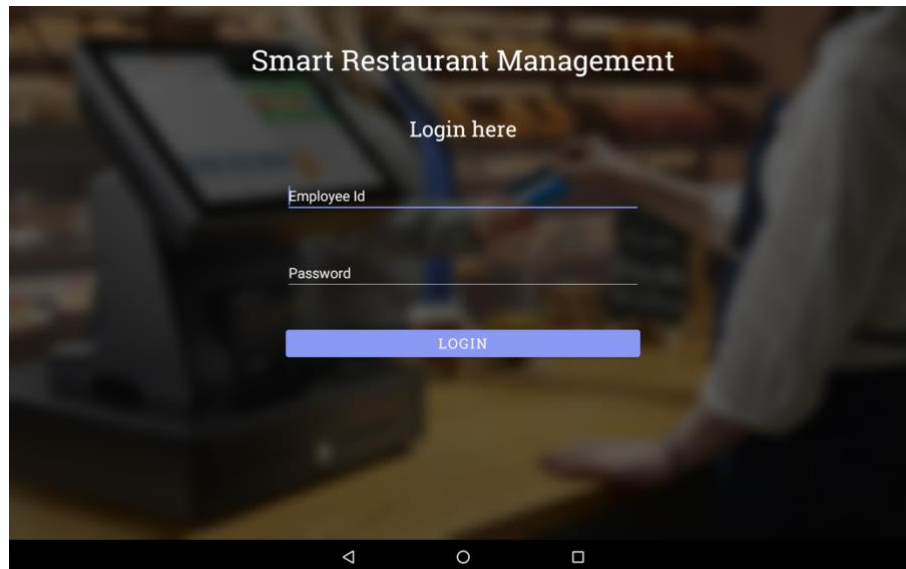 Smart Restaurant Management
Login here
Employee Id
Password
LOGIN